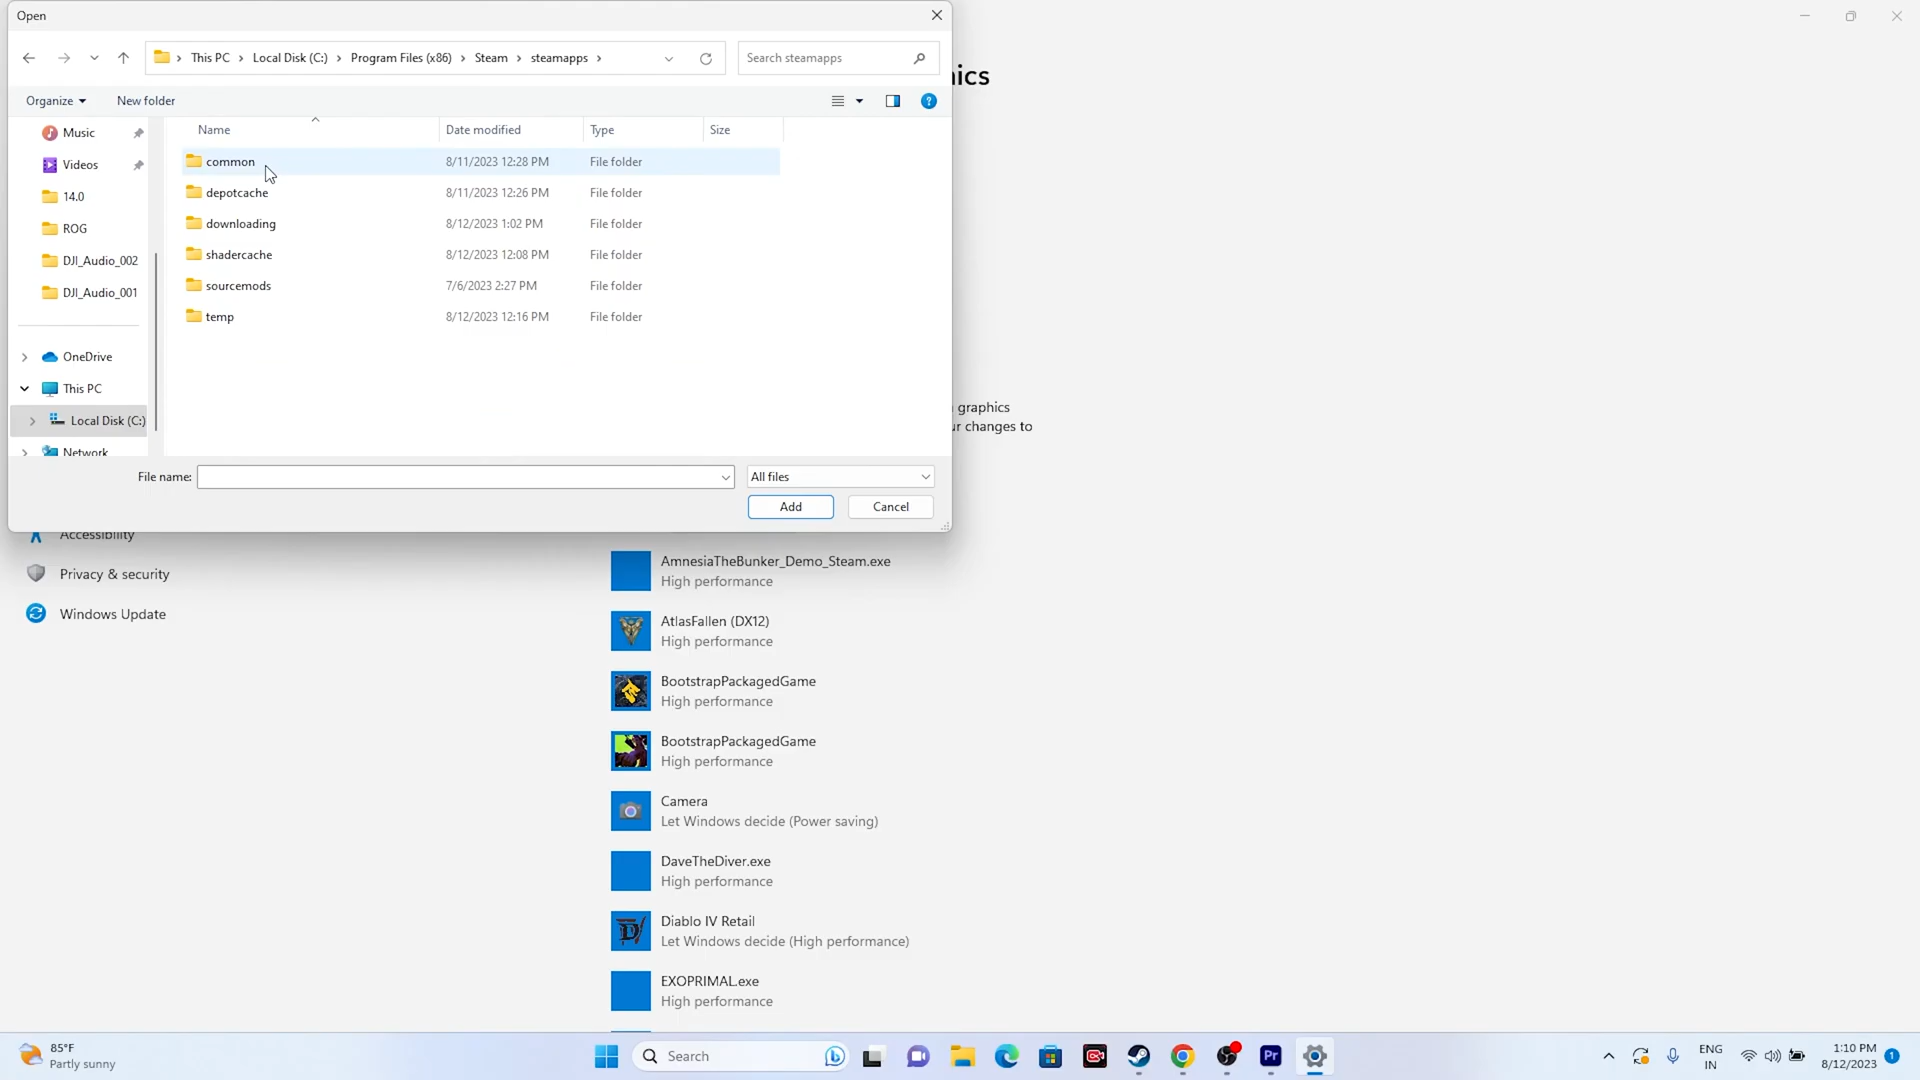 Open
This PC
Local Disk (C:)
Program Files (x86)
Steam
steamapps
Search steamapps
Organize
New folder
Name
Date modified
Type
Size
Music
Videos
14.0
ROG
DJI_Audio_002
DJI_Audio_001
OneDrive
This PC
Local Disk (C:)
Network
common 8/11/2023 12:28 PM File folder
depotcache 8/11/2023 12:26 PM File folder
downloading 8/12/2023 1:02 PM File folder
shadercache 8/12/2023 12:08 PM File folder
sourcemods 7/6/2023 2:27 PM File folder
temp 8/12/2023 12:16 PM File folder
File name:
All files
Add
Cancel
ics
graphics
ur changes to
Accessibility
Privacy & security
Windows Update
AmnesiaTheBunker_Demo_Steam.exe
High performance
AtlasFallen (DX12)
High performance
BootstrapPackagedGame
High performance
BootstrapPackagedGame
High performance
Camera
Let Windows decide (Power saving)
DaveTheDiver.exe
High performance
Diablo IV Retail
Let Windows decide (High performance)
EXOPRIMAL.exe
High performance
85°F
Partly sunny
Search
Pr
ENG
IN
1:10 PM
8/12/2023
1